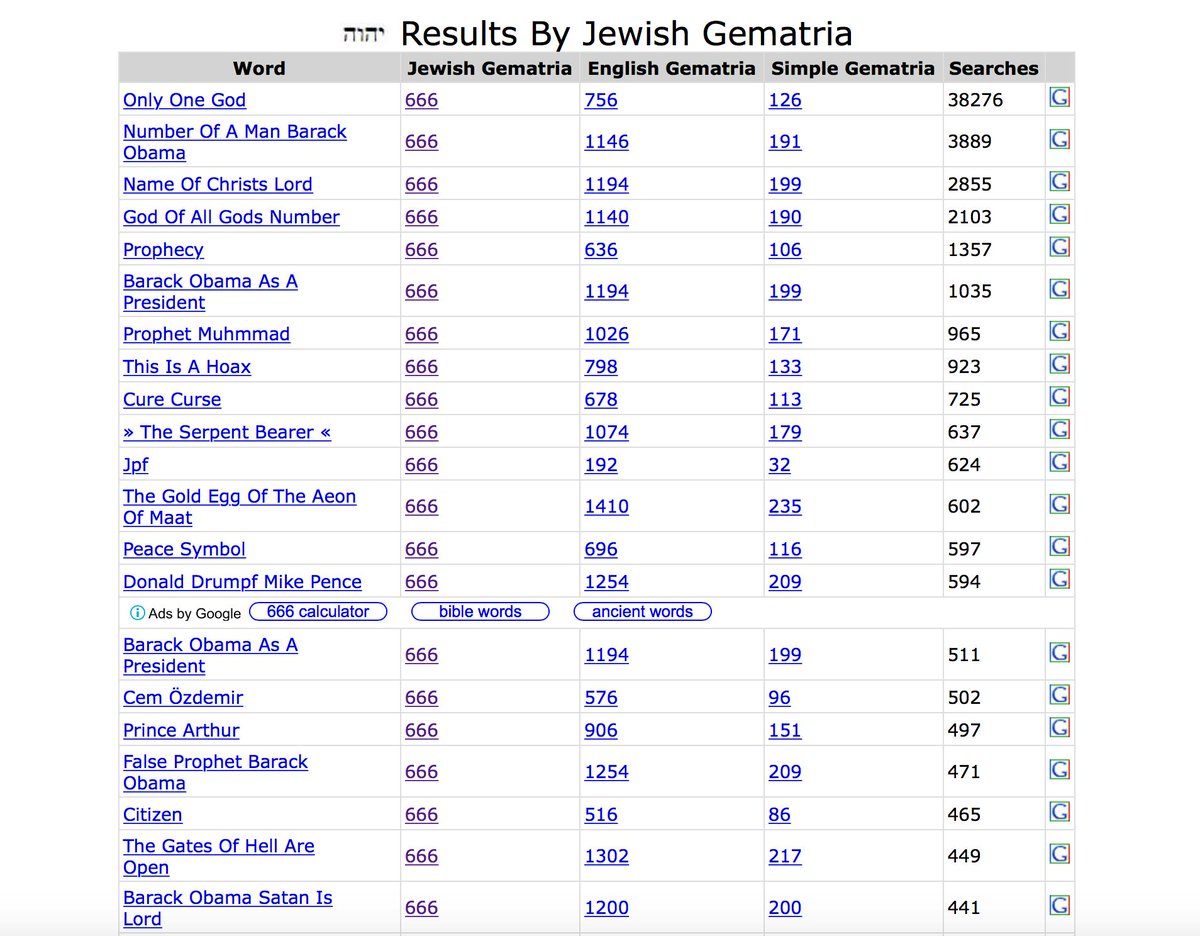 יהוה Results By Jewish Gematria
Word Jewish Gematria English Gematria Simple Gematria Searches
Only One God 666 756 126 38276 G
Number Of A Man Barack
Obama 666 1146 191 3889 G
Name Of Christs Lord 666 1194 199 2855 G
God Of All Gods Number 666 1140 190 2103 G
Prophecy 666 636 106 1357 G
Barack Obama As A
President 666 1194 199 1035 G
Prophet Muhmmad 666 1026 171 965 G
This Is A Hoax 666 798 133 923 G
Cure Curse 666 678 113 725 G
» The Serpent Bearer « 666 1074 179 637 G
Jpf 666 192 32 624 G
The Gold Egg Of The Aeon
Of Maat 666 1410 235 602 G
Peace Symbol 666 696 116 597 G
Donald Drumpf Mike Pence 666 1254 209 594 G
Ads by Google 666 calculator bible words ancient words
Barack Obama As A
President 666 1194 199 511 G
Cem Özdemir 666 576 96 502 G
Prince Arthur 666 906 151 497 G
False Prophet Barack
Obama 666 1254 209 471 G
Citizen 666 516 86 465 G
The Gates Of Hell Are
Open 666 1302 217 449 G
Barack Obama Satan Is
Lord 666 1200 200 441 G